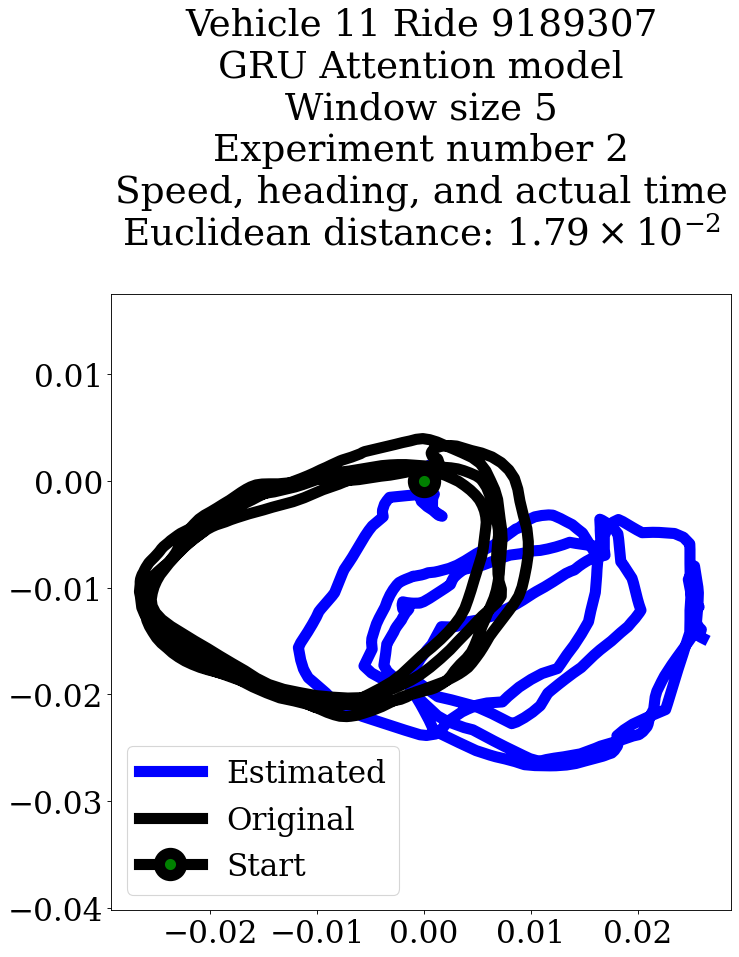 Vehicle 11 Ride 9189307
GRU Attention model
Window size 5
Experiment number 2
Speed, heading, and actual time
Euclidean distance: 1.79 × 10⁻²
0.01
0.00
−0.01
−0.02
−0.03
−0.04
Estimated
Original
Start
−0.02 −0.01 0.00 0.01 0.02